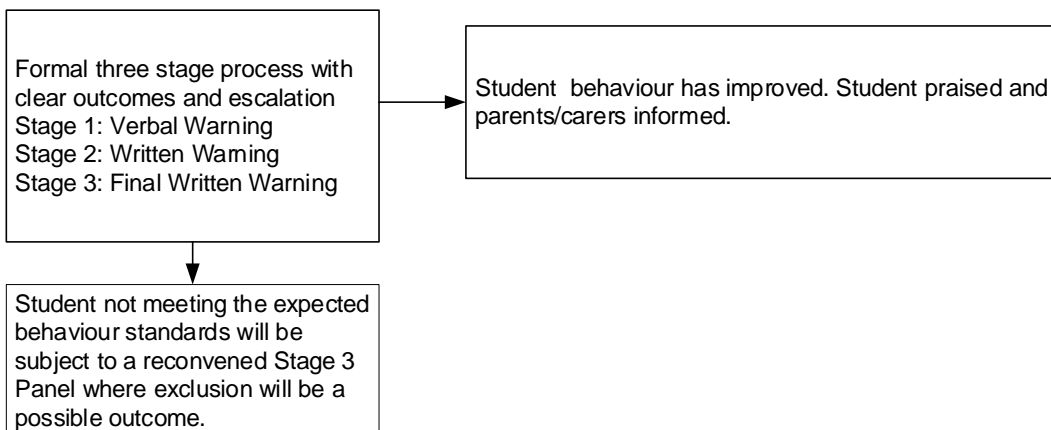 Formal three stage process with
clear outcomes and escalation
Stage 1: Verbal Warning
Stage 2: Written Warning
Stage 3: Final Written Warning
Student  behaviour has improved. Student praised and
parents/carers informed.
Student not meeting the expected
behaviour standards will be
subject to a reconvened Stage 3
Panel where exclusion will be a
possible outcome.